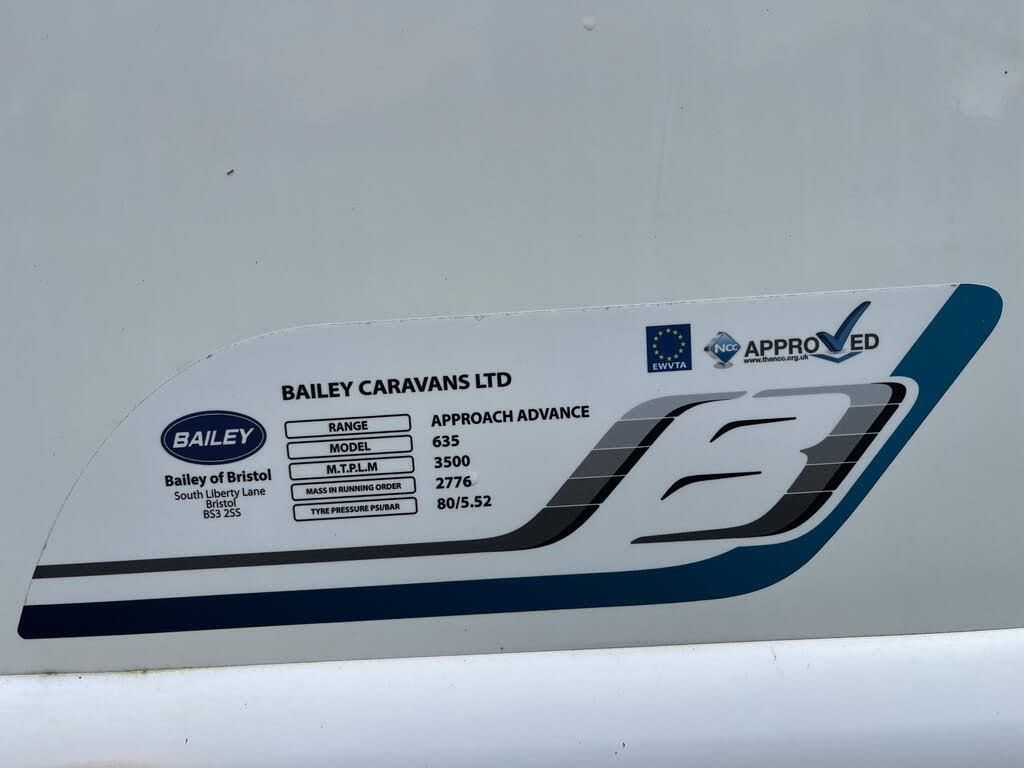 BAILEY CARAVANS LTD
RANGE APPROACH ADVANCE
MODEL 635
M.T.P.L.M 3500
MASS IN RUNNING ORDER 2776
TYRE PRESSURE PSI/BAR 80/5.52
BAILEY
Bailey of Bristol
South Liberty Lane
Bristol
BS3 2SS
EWVTA
NCC APPROVED
www.thencc.org.uk
B